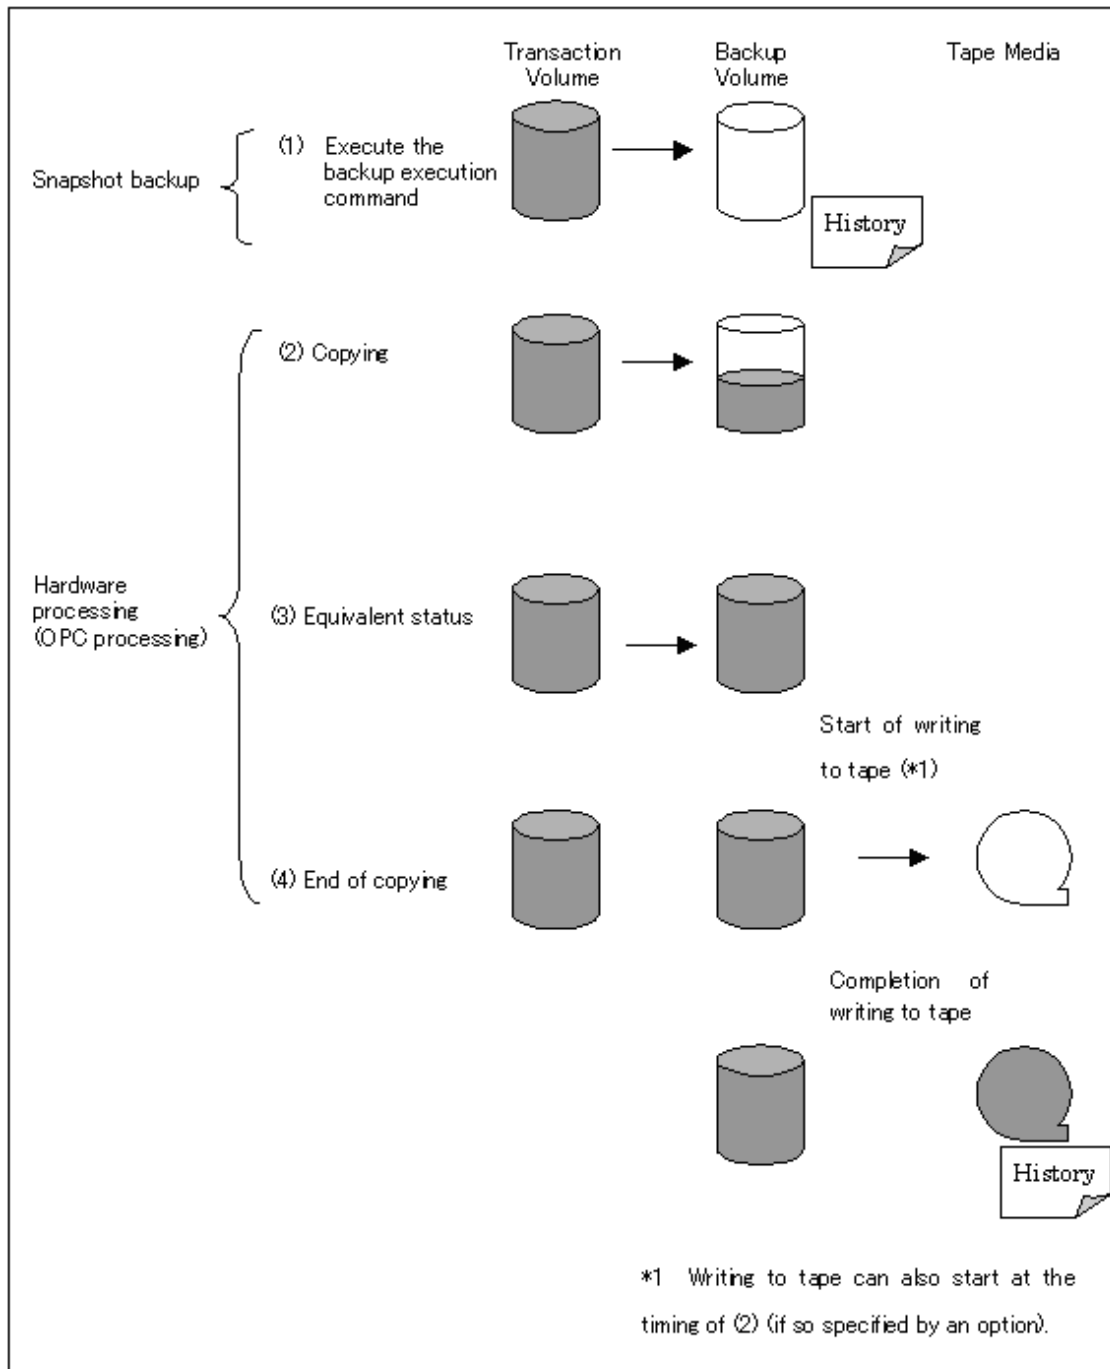 Transaction
Volume
Backup
Volume
Tape Media
Snapshot backup
(1) Execute the
backup execution
command
History
(2) Copying
Hardware
processing
(OPC processing)
(3) Equivalent status
Start of writing
to tape (*1)
(4) End of copying
Completion of
writing to tape
History
*1 Writing to tape can also start at the
timing of (2) (if so specified by an option).